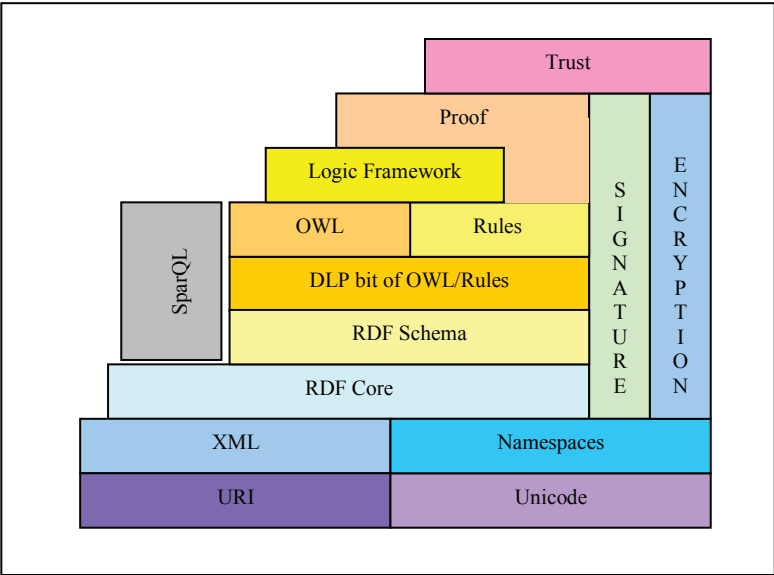 Trust
Proof
Logic Framework
OWL
Rules
SparQL
DLP bit of OWL/Rules
RDF Schema
RDF Core
SIGNATURE
ENCRYPTION
XML
Namespaces
URI
Unicode